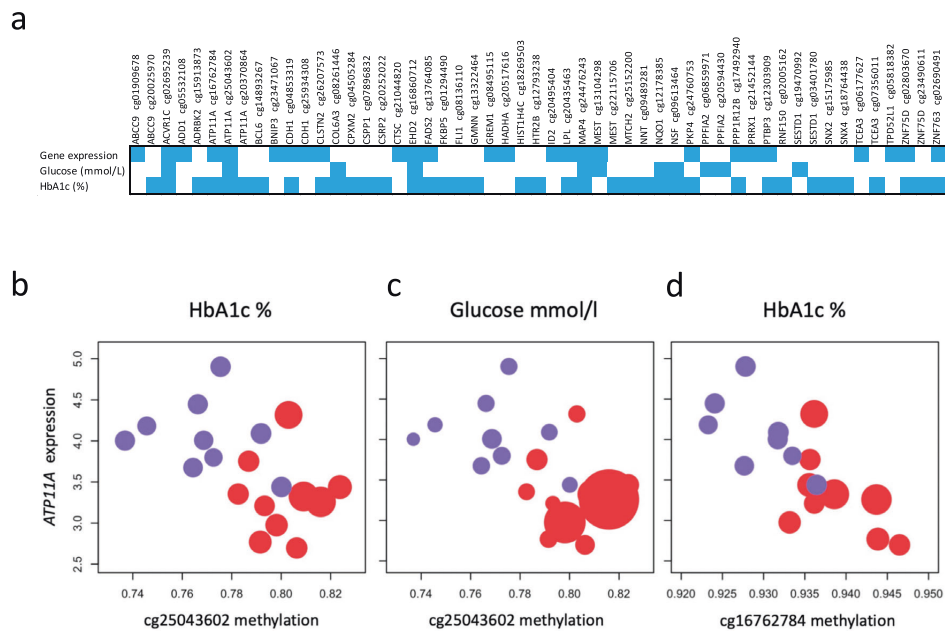 a
ABCC9 cg01909678
ABCC9 cg20025970
ACVR1C cg02695239
ADD1 cg05532108
ADRBK2 cg15913873
ATP11A cg16762784
ATP11A cg25043602
ATP11A cg20370864
BCL6 cg14893267
BNIP3 cg23471067
CDH1 cg04853319
CDH1 cg25934308
CLSTN2 cg26207573
COL6A3 cg08261446
CPXM2 cg04505284
CSPP1 cg07896832
CSRP2 cg20252022
CTSC cg21044820
EHD2 cg16860712
FADS2 cg13764085
FKBP5 cg01294490
FLI1 cg08136110
GMNN cg13322464
GREM1 cg08495115
HADHA cg20517616
HIST1H4C cg18269503
HTR2B cg12793238
ID2 cg20495404
LPL cg20435463
MAP4 cg24476243
MEST cg13104298
MEST cg22115706
MTCH2 cg25152200
NNT cg09489281
NQO1 cg12178385
NSF cg09613464
PKP4 cg24760753
PPFIA2 cg06859971
PPFIA2 cg20594430
PPP1R12B cg117492940
PRRX1 cg14152144
PTBP3 cg12303909
RNF150 cg02005162
SESTD1 cg19470992
SESTD1 cg03401780
SNX2 cg15175985
SNX4 cg18764438
TCEA3 cg06177627
TCEA3 cg07356011
TPD52L1 cg05818382
ZNF75D cg02803670
ZNF75D cg23490611
ZNF763 cg02690491
Gene expression
Glucose (mmol/L)
HbA1c (%)
b
HbA1c %
c
Glucose mmol/l
d
HbA1c %
ATP11A expression
5.0
4.5
4.0
3.5
3.0
2.5
0.74 0.76 0.78 0.80 0.82
0.74 0.76 0.78 0.80 0.82
0.920 0.925 0.930 0.935 0.940 0.945 0.950
cg25043602 methylation
cg25043602 methylation
cg16762784 methylation